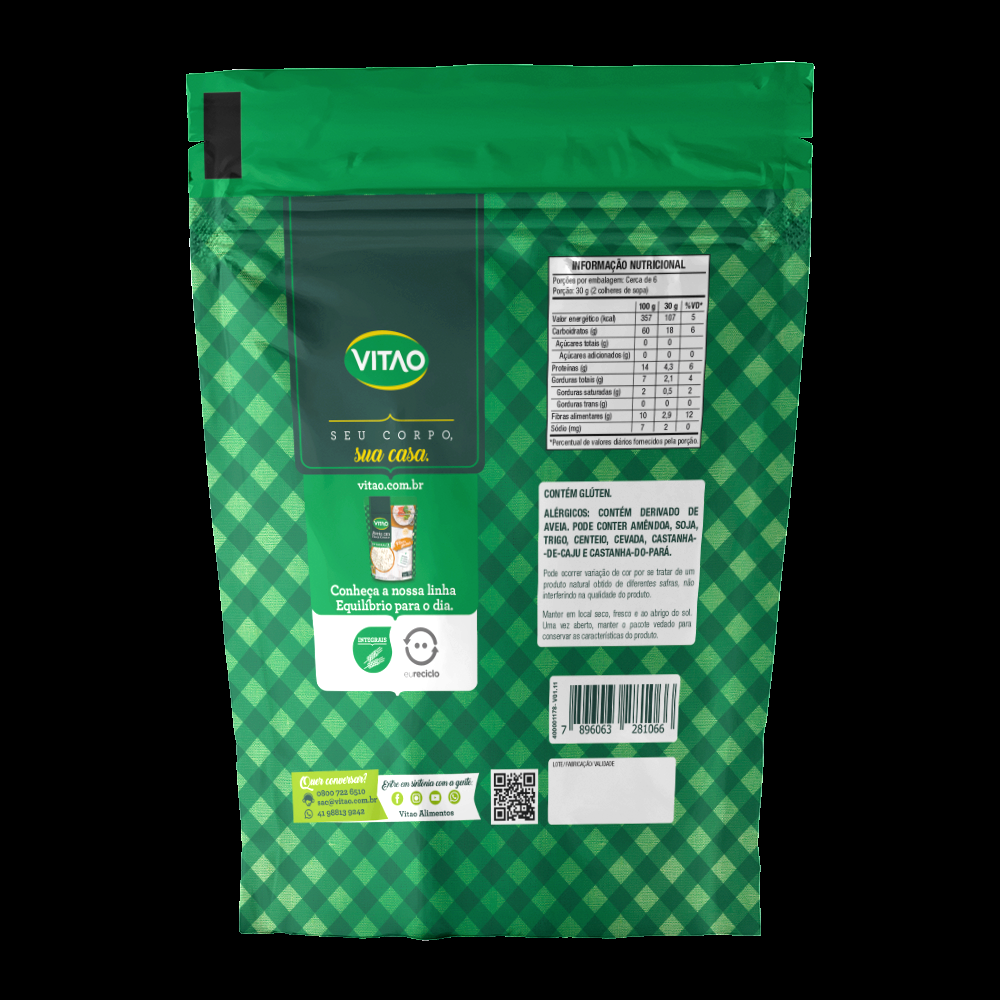 VITAO
SEU CORPO,
sua casa.
vitao.com.br
VITAO
Conheça a nossa linha
Equilíbrio para o dia.
INTEGRAIS
eureciclo
Quer conversar?
0800 722 6510
sac@vitao.com.br
41 98813 9242
Entre em sintonia com a gente:
Vitao Alimentos
INFORMAÇÃO NUTRICIONAL
Porções por embalagem: Cerca de 6
Porção: 30 g (2 colheres de sopa)
100 g 30 g %VD*
Valor energético (kcal) 357 107 5
Carboidratos (g) 60 18 6
Açúcares totais (g) 0 0
Açúcares adicionados (g) 0 0 0
Proteínas (g) 14 4,3 6
Gorduras totais (g) 7 2,1 4
Gorduras saturadas (g) 2 0,5 2
Gorduras trans (g) 0 0 0
Fibras alimentares (g) 10 2,9 12
Sódio (mg) 7 2 0
*Percentual de valores diários fornecidos pela porção.
CONTÉM GLÚTEN.
ALÉRGICOS: CONTÉM DERIVADO DE
AVEIA. PODE CONTER AMÊNDOA, SOJA,
TRIGO, CENTEIO, CEVADA, CASTANHA-
-DE-CAJU E CASTANHA-DO-PARÁ.
Pode ocorrer variação de cor por se tratar de um
produto natural obtido de diferentes safras, não
interferindo na qualidade do produto.
Manter em local seco, fresco e ao abrigo do sol.
Uma vez aberto, manter o pacote vedado para
conservar as características do produto.
400001178- V01.11
7 896063 281066
LOTE/FABRICAÇÃO/VALIDADE